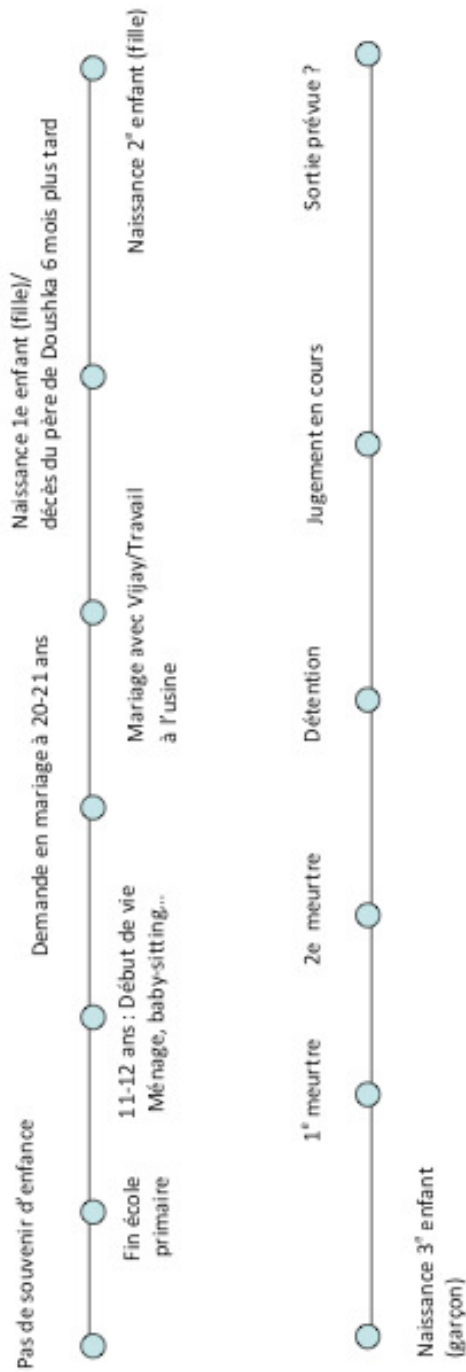 Pas de souvenir d'enfance
Fin école
primaire
11-12 ans : Début de vie
Ménage, baby-sitting...
Demande en mariage à 20-21 ans
Mariage avec Vijay/Travail
à l'usine
Naissance 1e enfant (fille)/
décès du père de Doushka 6 mois plus tard
Naissance 2e enfant (fille)
Naissance 3e enfant
(garçon)
1e meurtre
2e meurtre
Détention
Jugement en cours
Sortie prévue ?